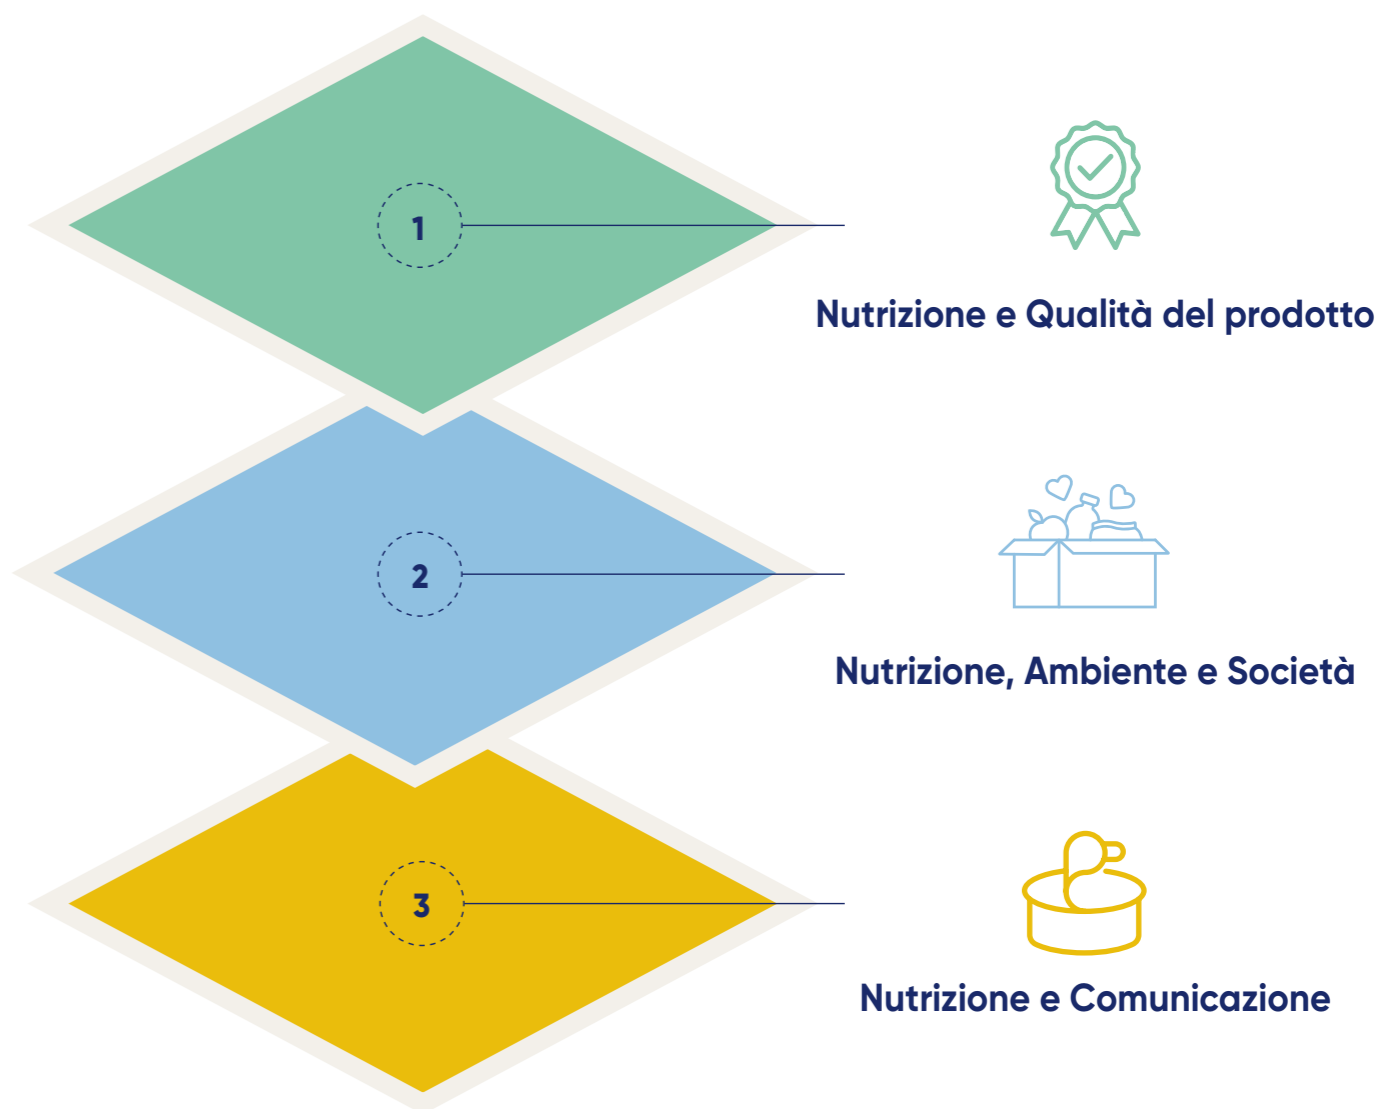 1
Nutrizione e Qualità del prodotto
2
Nutrizione, Ambiente e Società
3
Nutrizione e Comunicazione